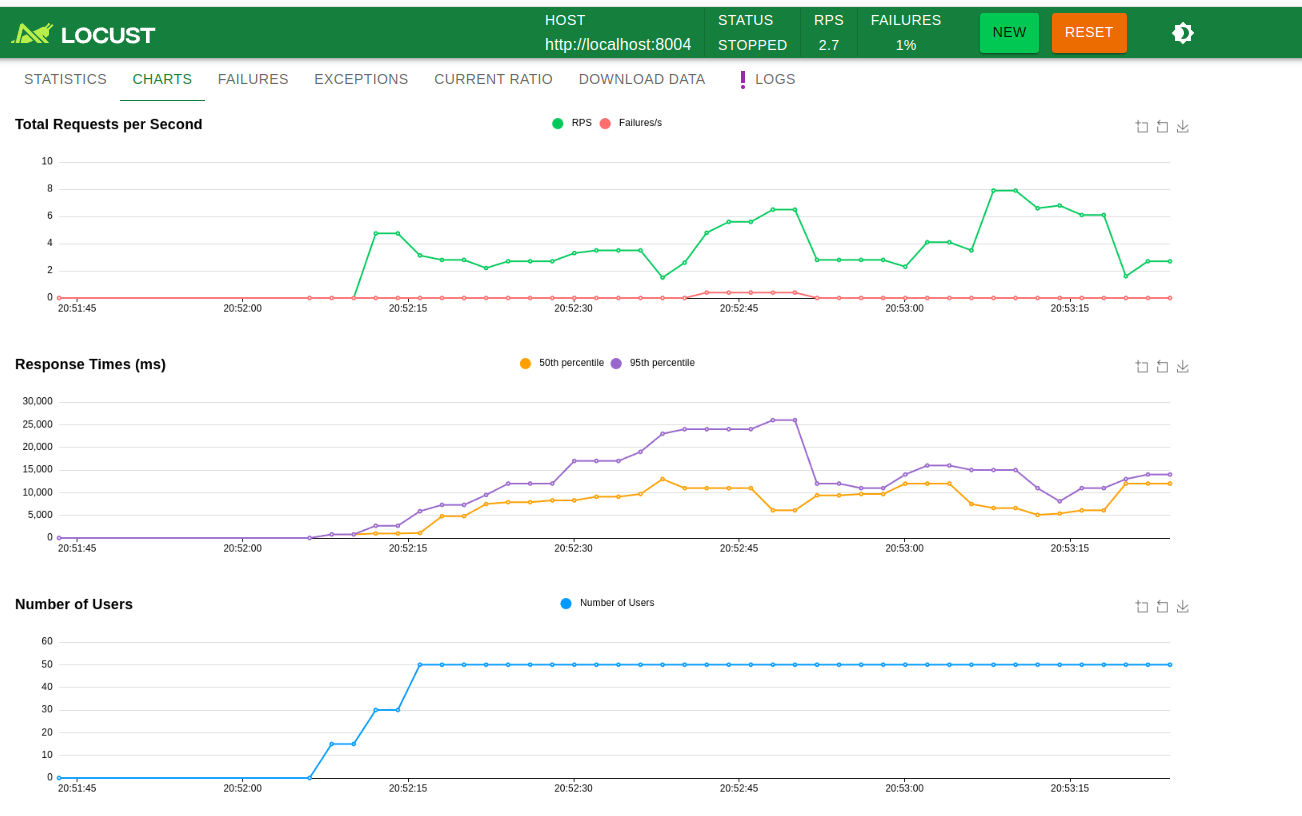 LOCUST
HOST
http://localhost:8004
STATUS
STOPPED
RPS
2.7
FAILURES
1%
NEW
RESET
STATISTICS CHARTS FAILURES EXCEPTIONS CURRENT RATIO DOWNLOAD DATA ! LOGS
Total Requests per Second
RPS Failures/s
10
8
6
4
2
0
20:51:45 20:52:00 20:52:15 20:52:30 20:52:45 20:53:00 20:53:15
Response Times (ms)
50th percentile 95th percentile
30,000
25,000
20,000
15,000
10,000
5,000
0
20:51:45 20:52:00 20:52:15 20:52:30 20:52:45 20:53:00 20:53:15
Number of Users
Number of Users
60
50
40
30
20
10
0
20:51:45 20:52:00 20:52:15 20:52:30 20:52:45 20:53:00 20:53:15